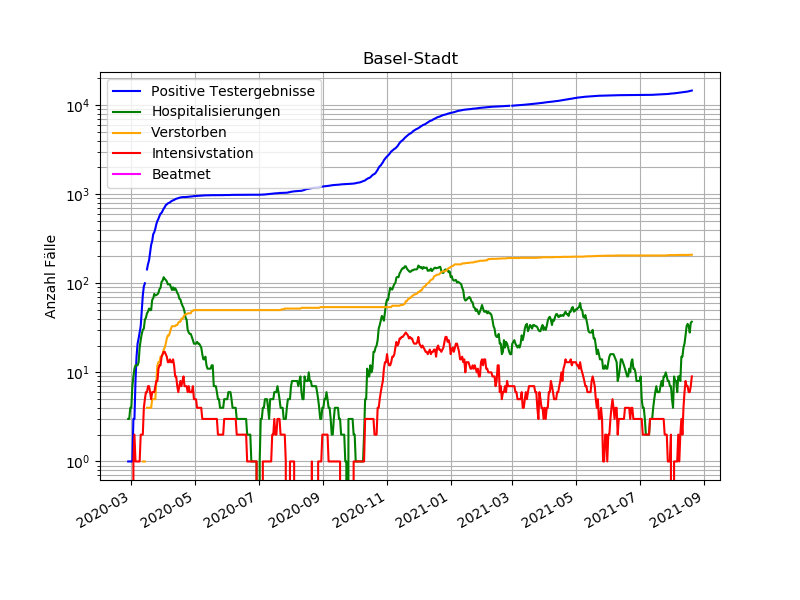 Basel-Stadt
Positive Testergebnisse
Hospitalisierungen
Verstorben
Intensivstation
Beatmet
Anzahl Fälle
10⁴
10³
10²
10¹
10⁰
2020-03
2020-05
2020-07
2020-09
2020-11
2021-01
2021-03
2021-05
2021-07
2021-09